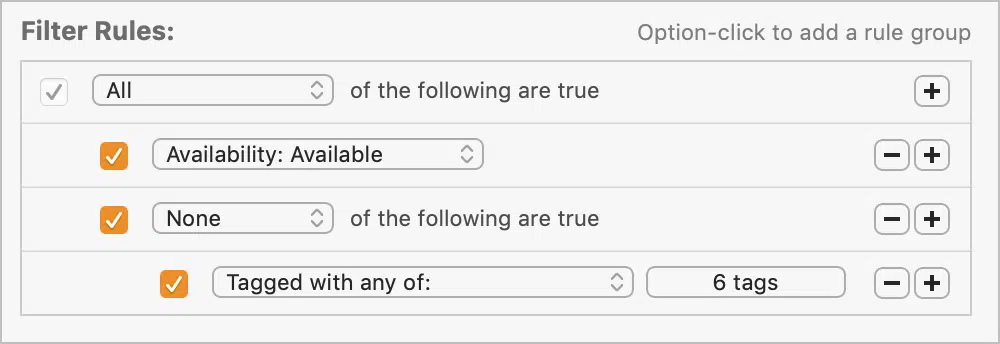 Filter Rules: Option-click to add a rule group
All of the following are true
Availability: Available
None of the following are true
Tagged with any of: 6 tags